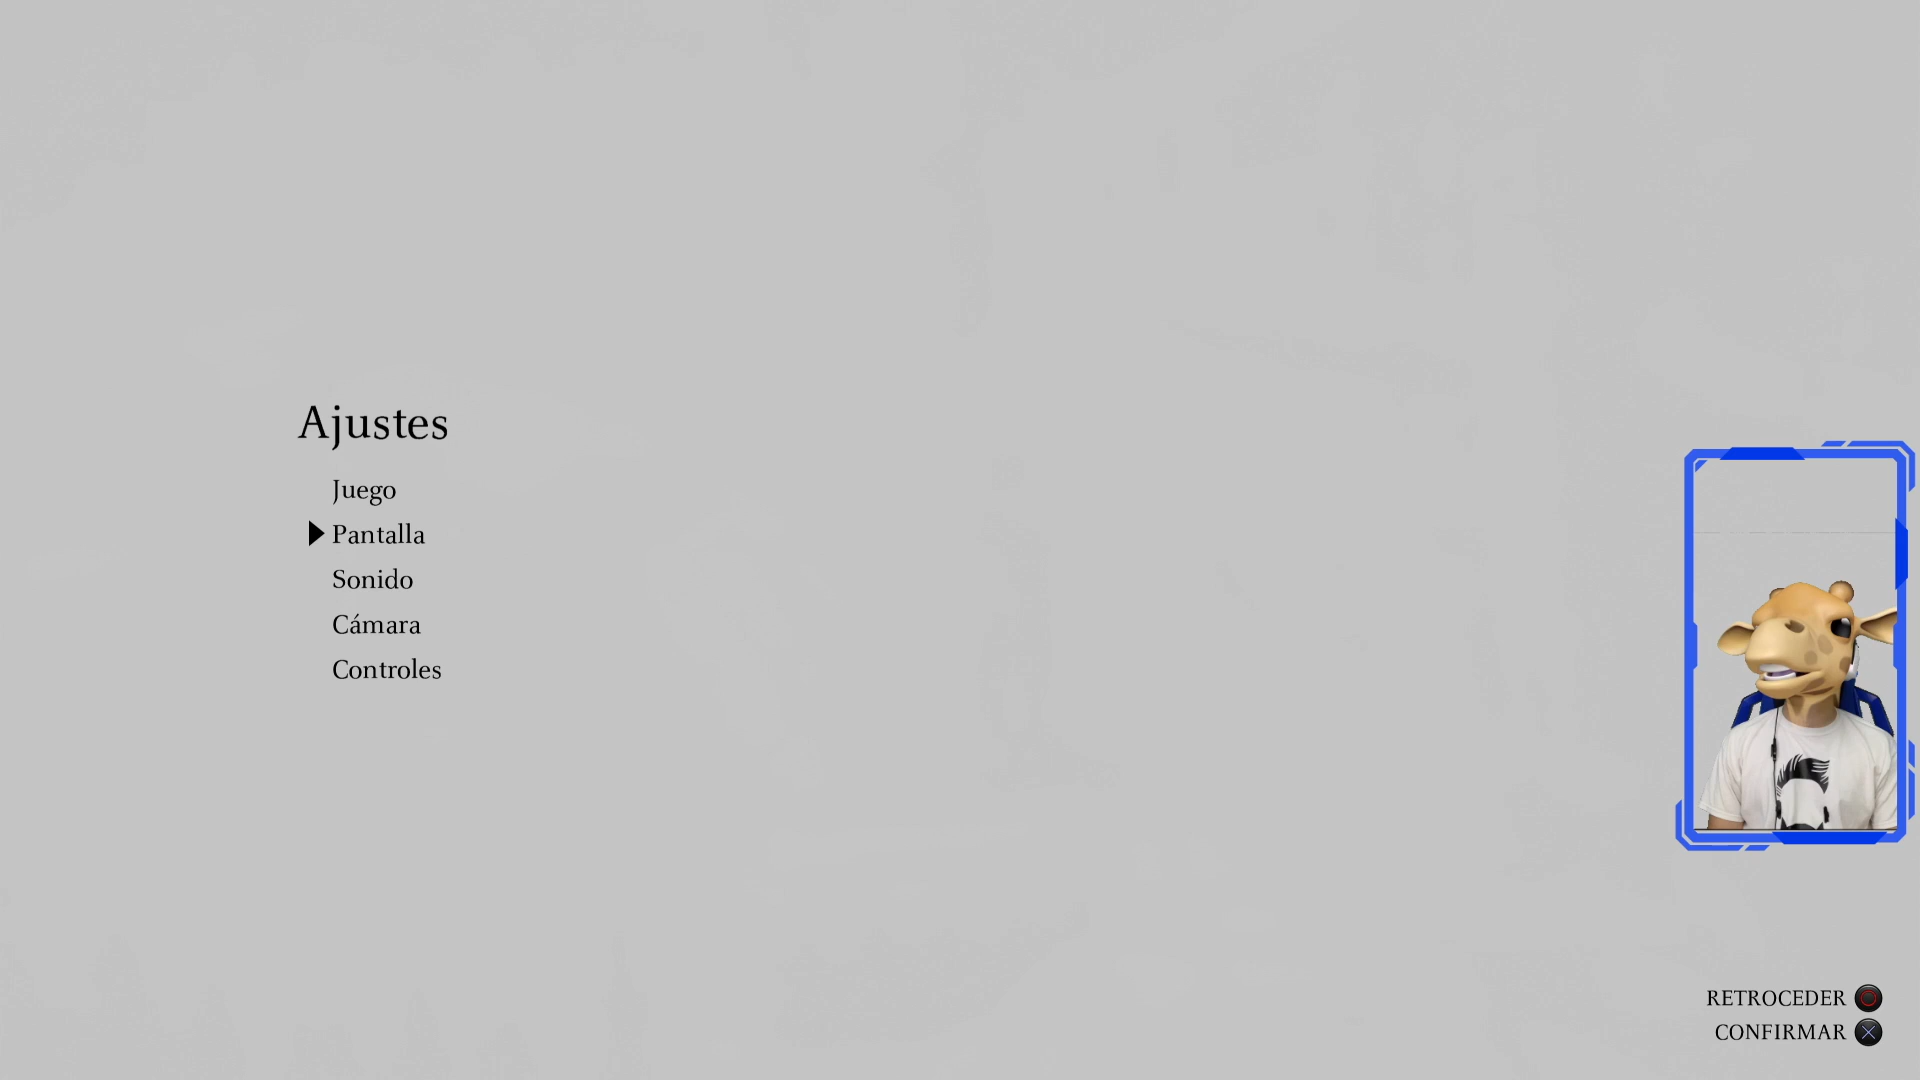 Ajustes
Juego
Pantalla
Sonido
Cámara
Controles
RETROCEDER
CONFIRMAR